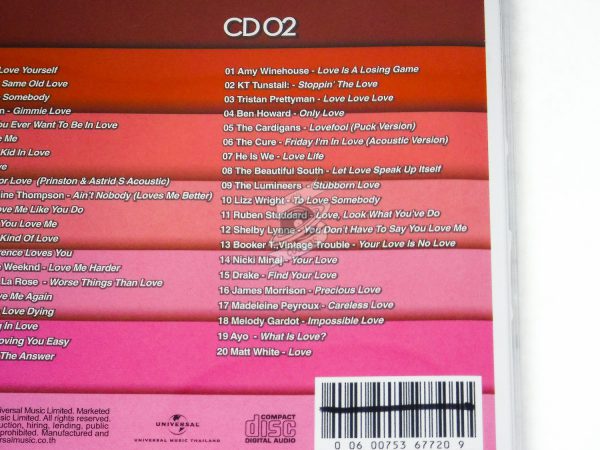 CD 02
Love Yourself
Same Old Love
Somebody
n - Gimmie Love
ou Ever Want To Be In Love
e Me
Kid In Love
ove
or Love (Prinston & Astrid S Acoustic)
ine Thompson - Ain't Nobody (Loves Me Better)
ove Me Like You Do
You Love Me
Kind Of Love
rence Loves You
e Weeknd - Love Me Harder
La Rose - Worse Things Than Love
ve Me Again
Love Dying
g In Love
oving You Easy
The Answer
01 Amy Winehouse - Love Is A Losing Game
02 KT Tunstall: - Stoppin' The Love
03 Tristan Prettyman - Love Love Love
04 Ben Howard - Only Love
05 The Cardigans - Lovefool (Puck Version)
06 The Cure - Friday I'm In Love (Acoustic Version)
07 He Is We - Love Life
08 The Beautiful South - Let Love Speak Up Itself
09 The Lumineers - Stubborn Love
10 Lizz Wright - To Love Somebody
11 Ruben Studdard - Love, Look What You've Do
12 Shelby Lynne - You Don't Have To Say You Love Me
13 Booker T., Vintage Trouble - Your Love Is No Love
14 Nicki Minaj - Your Love
15 Drake - Find Your Love
16 James Morrison - Precious Love
17 Madeleine Peyroux - Careless Love
18 Melody Gardot - Impossible Love
19 Ayo - What Is Love?
20 Matt White - Love
niversal Music Limited. Marketed
Music Limited. All rights
uction, hiring, lending, public
prohibited. Manufactured and
rsalmusic.co.th
UNIVERSAL
UNIVERSAL MUSIC THAILAND
COMPACT
disc
DIGITAL AUDIO
0 06 00753 67720 9